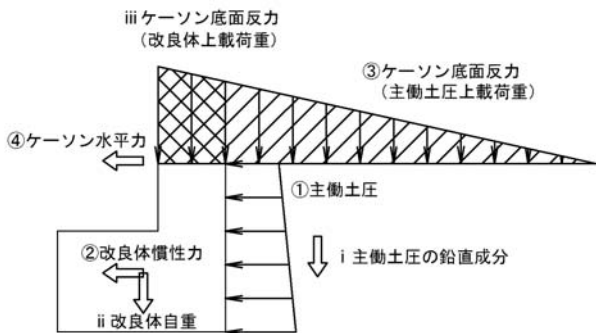 iii ケーソン底面反力
(改良体上載荷重)
③ケーソン底面反力
(主働土圧上載荷重)
④ケーソン水平力
①主働土圧
②改良体慣性力
i 主働土圧の鉛直成分
ii 改良体自重